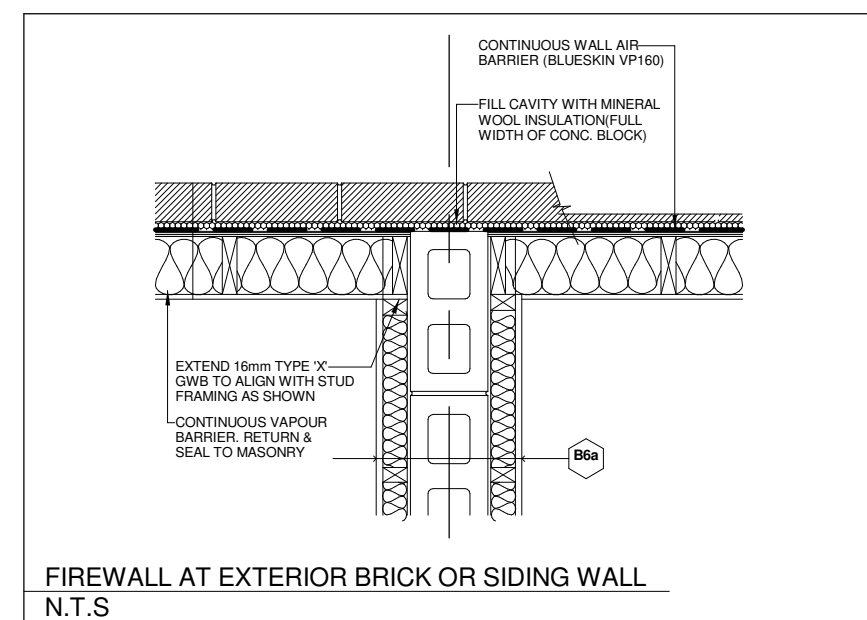 CONTINUOUS WALL AIR
BARRIER (BLUESKIN VP160)
FILL CAVITY WITH MINERAL
WOOL INSULATION(FULL
WIDTH OF CONC. BLOCK)
EXTEND 16mm TYPE 'X'
GWB TO ALIGN WITH STUD
FRAMING AS SHOWN
CONTINUOUS VAPOUR
BARRIER. RETURN &
SEAL TO MASONRY
B6a
FIREWALL AT EXTERIOR BRICK OR SIDING WALL
N.T.S